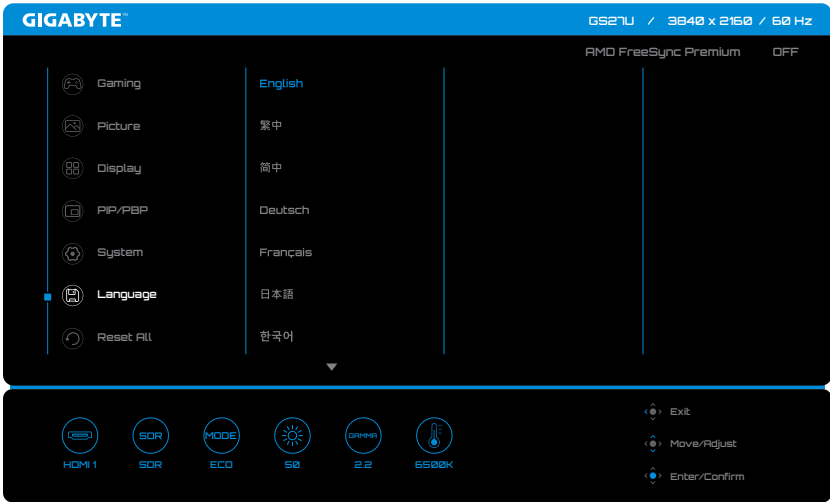 GIGABYTE™
GS27U / 3840 x 2160 / 60 Hz
AMD FreeSync Premium OFF
Gaming
Picture
Display
PIP/PBP
System
Language
Reset All
English
繁中
简中
Deutsch
Français
日本語
한국어
SDR
MODE
GAMMA
HDMI 1
SDR
ECO
50
2.2
6500K
Exit
Move/Adjust
Enter/Confirm